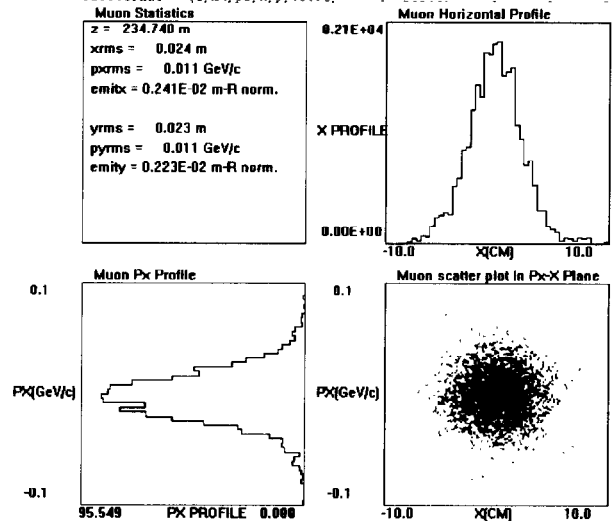 Muon Statistics
z = 234.740 m
xrms = 0.024 m
pxrms = 0.011 GeV/c
emitx = 0.241E-02 m-R norm.
yrms = 0.023 m
pyrms = 0.011 GeV/c
emity = 0.223E-02 m-R norm.
Muon Horizontal Profile
0.21E+04
X PROFILE
0.00E+00
-10.0 X(CM) 10.0
Muon Px Profile
0.1
PX(GeV/c)
-0.1
95.549 PX PROFILE 0.000
Muon scatter plot in Px-X Plane
0.1
PX(GeV/c)
-0.1
-10.0 X(CM) 10.0